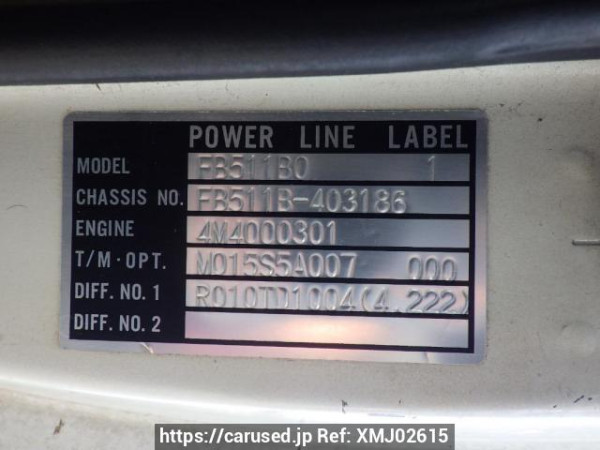 POWER LINE LABEL
MODEL FB511B0 1
CHASSIS NO. FB511B-403186
ENGINE 4M4000301
T/M·OPT. M015S5A007 000
DIFF. NO. 1 R010TD1004(4.222)
DIFF. NO. 2
https://carused.jp Ref: XMJ02615